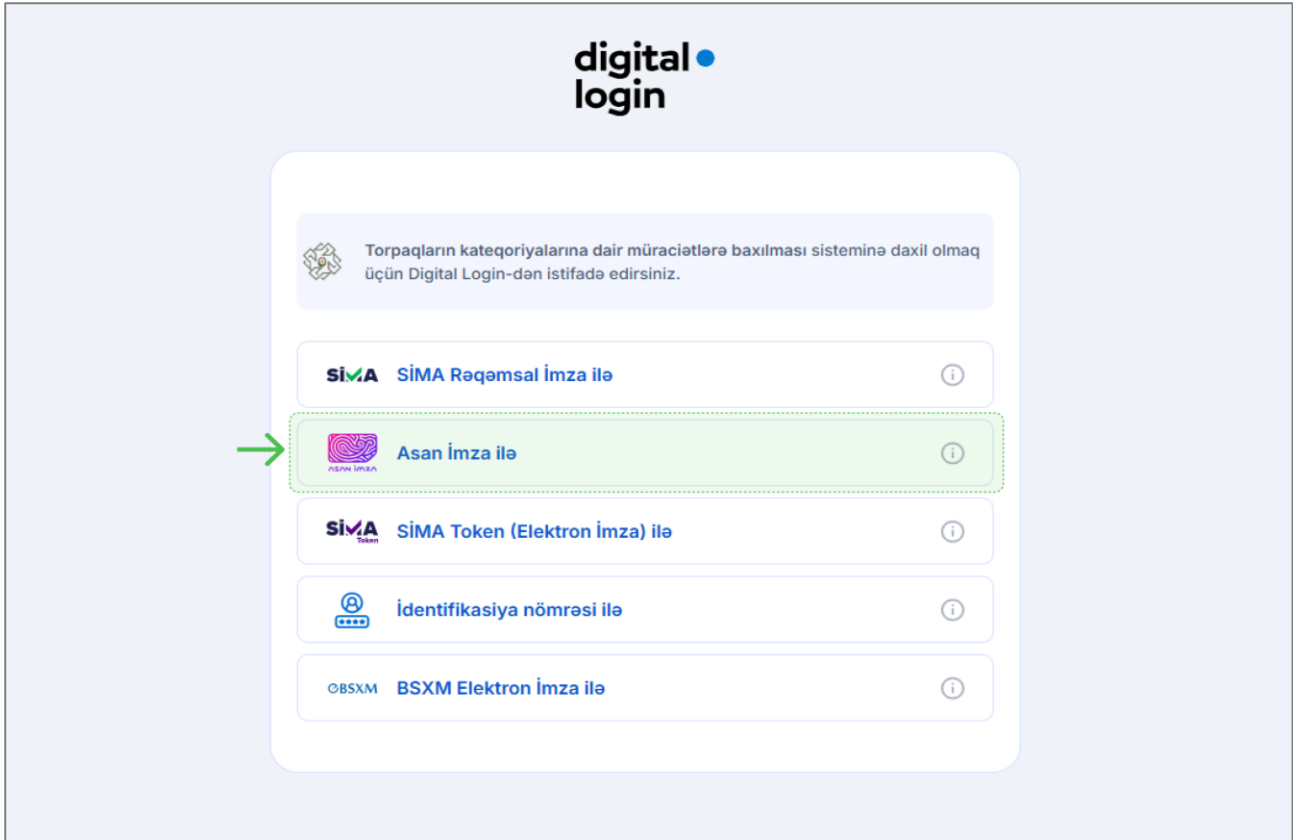 digital
login
Torpaqların kateqoriyalarına dair müraciətlərə baxılması sisteminə daxil olmaq
üçün Digital Login-dən istifadə edirsiniz.
SİMA SİMA Rəqəmsal İmza ilə
Asan İmza ilə
ASAN İMZA
SİMA SİMA Token (Elektron İmza) ilə
Token
İdentifikasiya nömrəsi ilə
BSXM BSXM Elektron İmza ilə